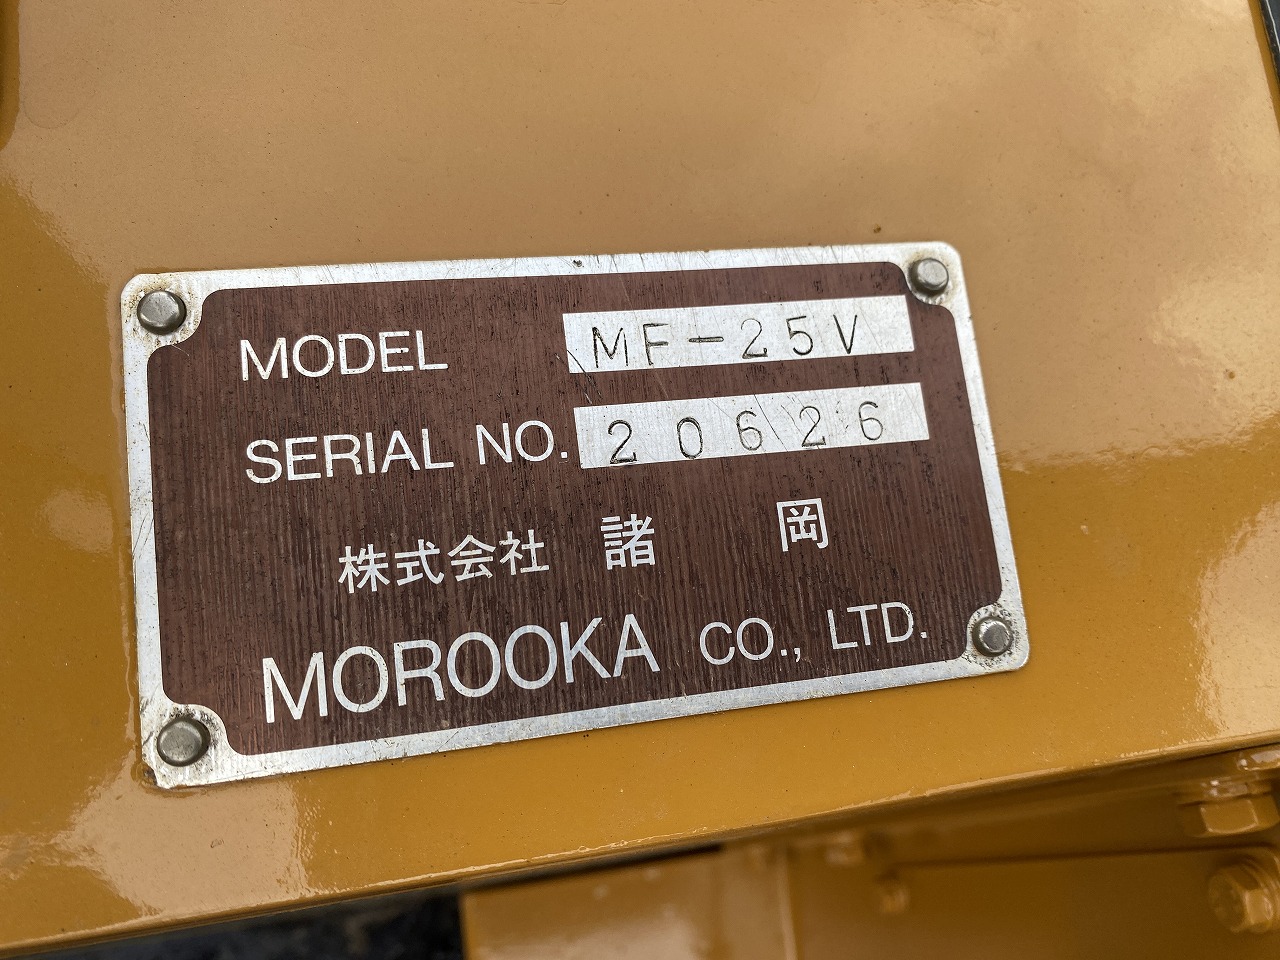 MODEL MF-25V
SERIAL NO. 20626
株式会社 諸岡
MOROOKA CO., LTD.